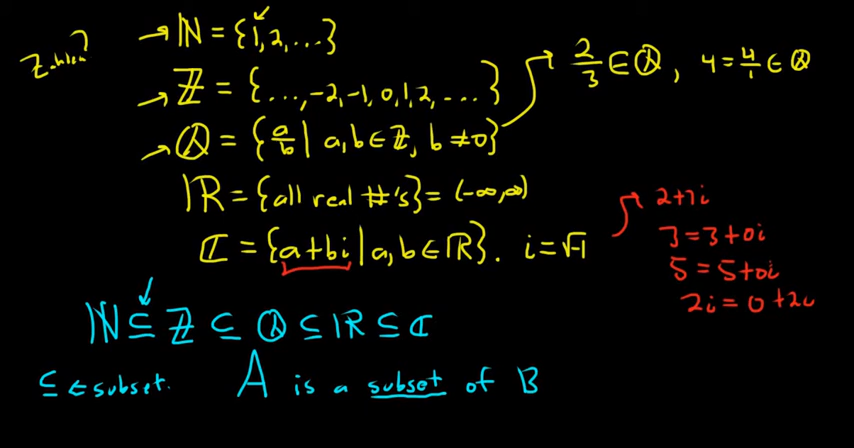 Zahlen?
→ ℕ = {1, 2, ...}
→ ℤ = {..., -2, -1, 0, 1, 2, ...}
→ ℚ = {a/b | a, b ∈ ℤ, b ≠ 0}
2/3 ∈ ℚ, 4 = 4/1 ∈ ℚ
ℝ = {all real #'s} = (-∞, ∞)
ℂ = {a + bi | a, b ∈ ℝ}. i = √-1
2+7i
3 = 3 + 0i
5 = 5 + 0i
2i = 0 + 2i
ℕ ⊆ ℤ ⊆ ℚ ⊆ ℝ ⊆ ℂ
⊆ ← subset. A is a subset of B